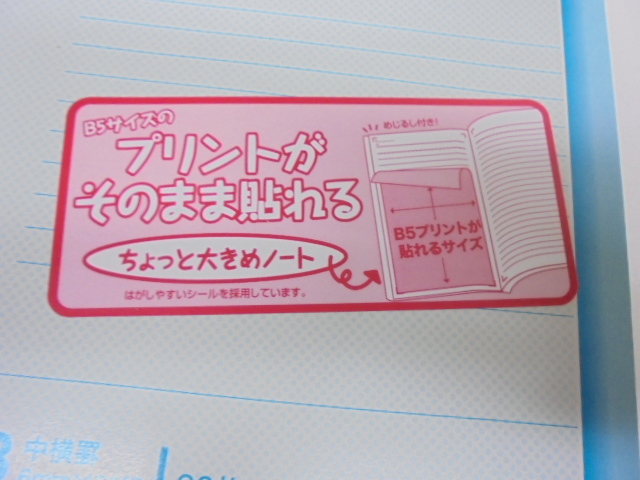 B5サイズの
プリントが
そのまま貼れる
ちょっと大きめノート
はがしやすいシールを採用しています。
めじるし付き!
B5プリントが
貼れるサイズ
中横罫